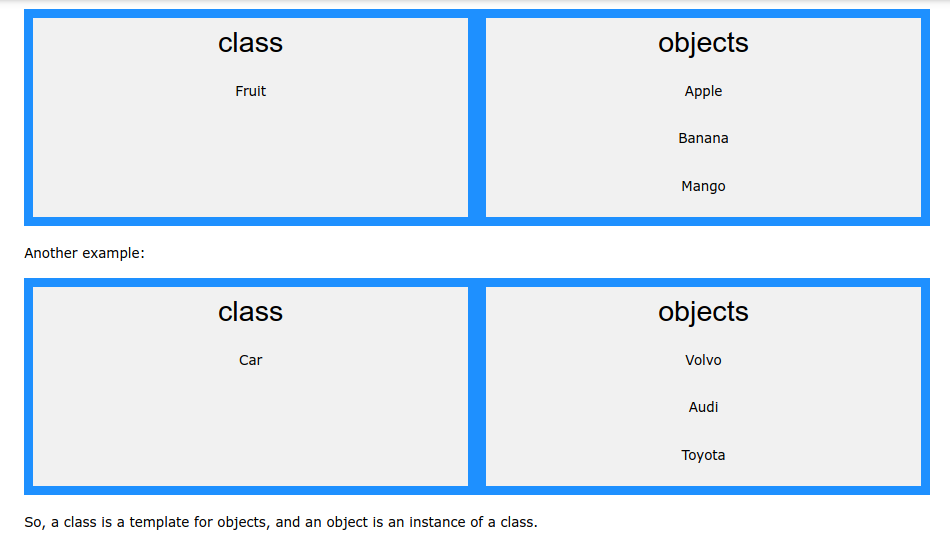 class
objects
Fruit
Apple
Banana
Mango
Another example:
class
objects
Car
Volvo
Audi
Toyota
So, a class is a template for objects, and an object is an instance of a class.